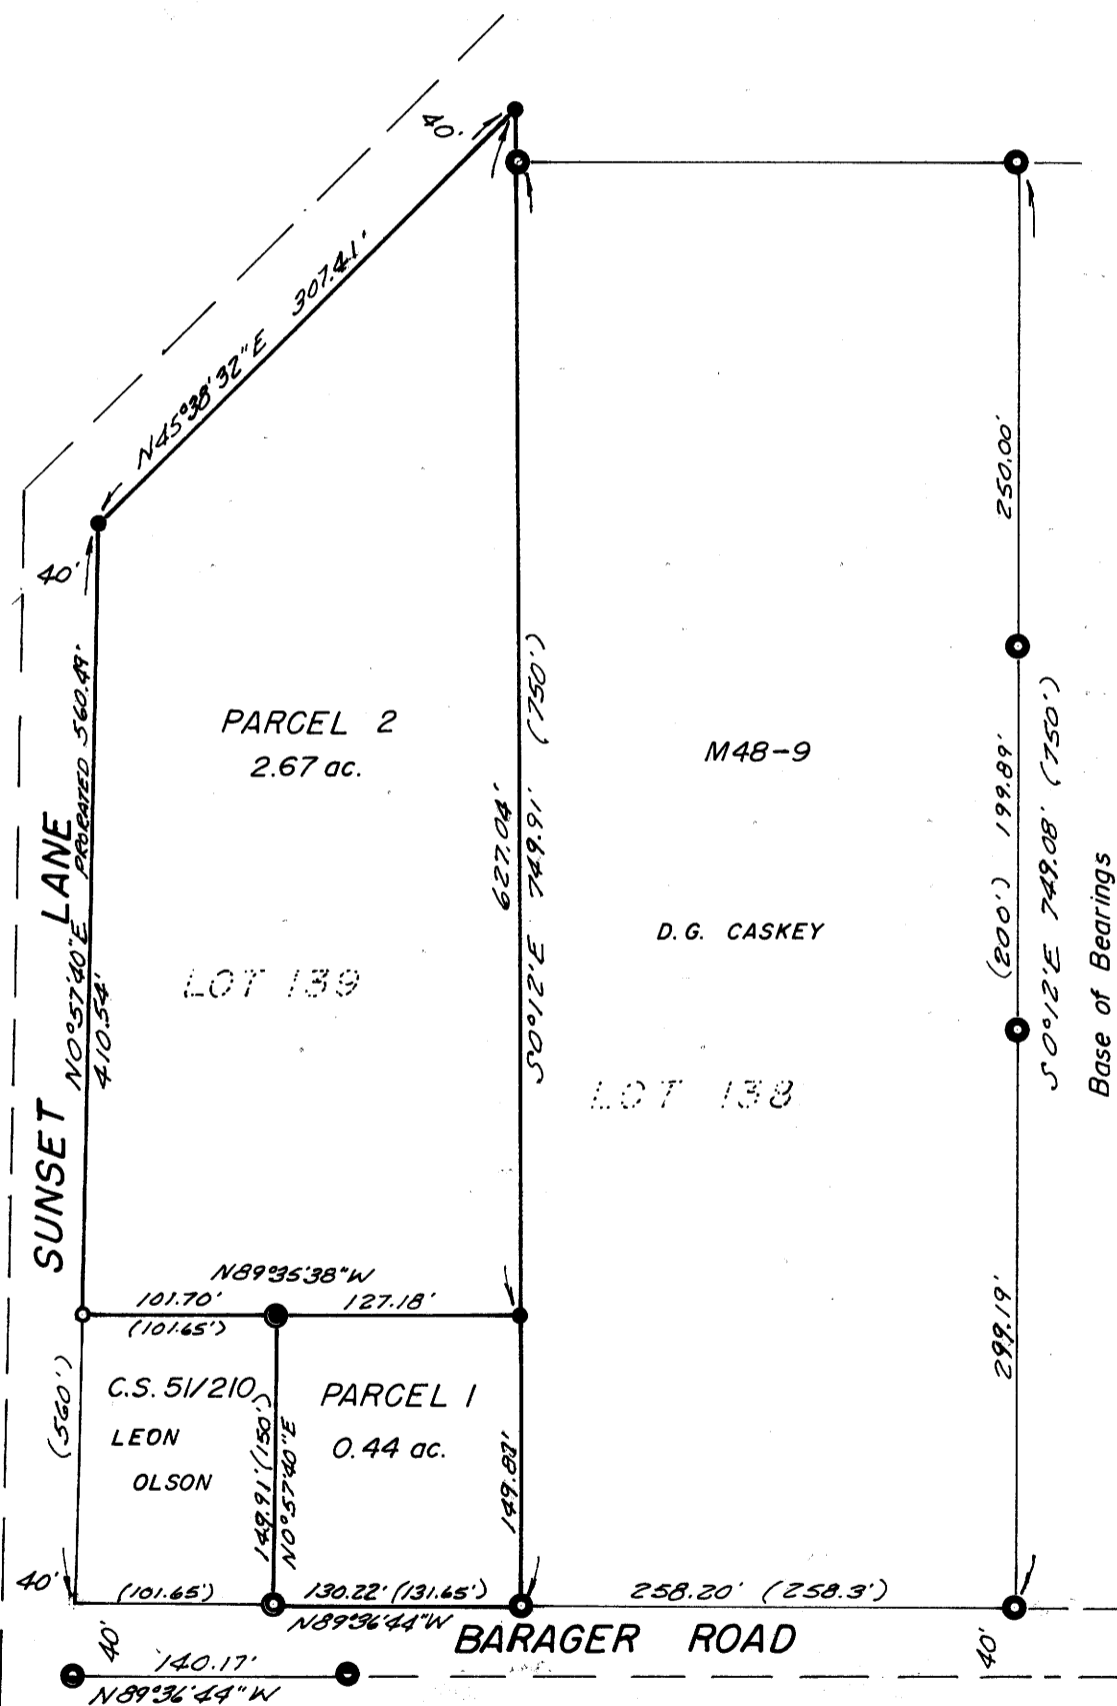 40.
N45°38'32"E 307.41'
40'
250.00'
PARCEL 2
2.67 ac.
M48-9
D.G. CASKEY
LOT 139
LOT 138
SUNSET LANE
N0°57'40"E PRORATED 560.49'
410.54'
627.04'
S0°12'E 749.91' (750')
(200') 199.89'
S0°12'E 749.08' (750')
Base of Bearings
299.19'
N89°35'38"W
101.70' 127.18'
(101.65')
(560')
C.S. 51/210
LEON
OLSON
149.91' (150')
N0°57'40"E
PARCEL 1
0.44 ac.
40'
(101.65') 130.22' (131.65') 258.20' (258.3')
N89°36'44"W
BARAGER ROAD
40'
40'
140.17'
N89°36'44"W